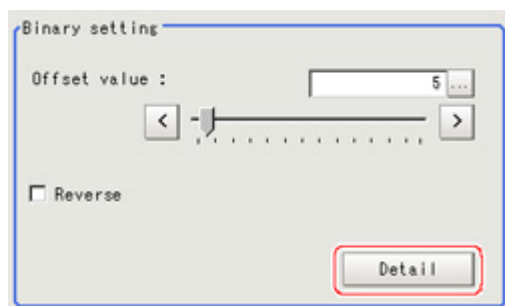 Binary setting
Offset value : 5 ...
< >
Reverse
Detail